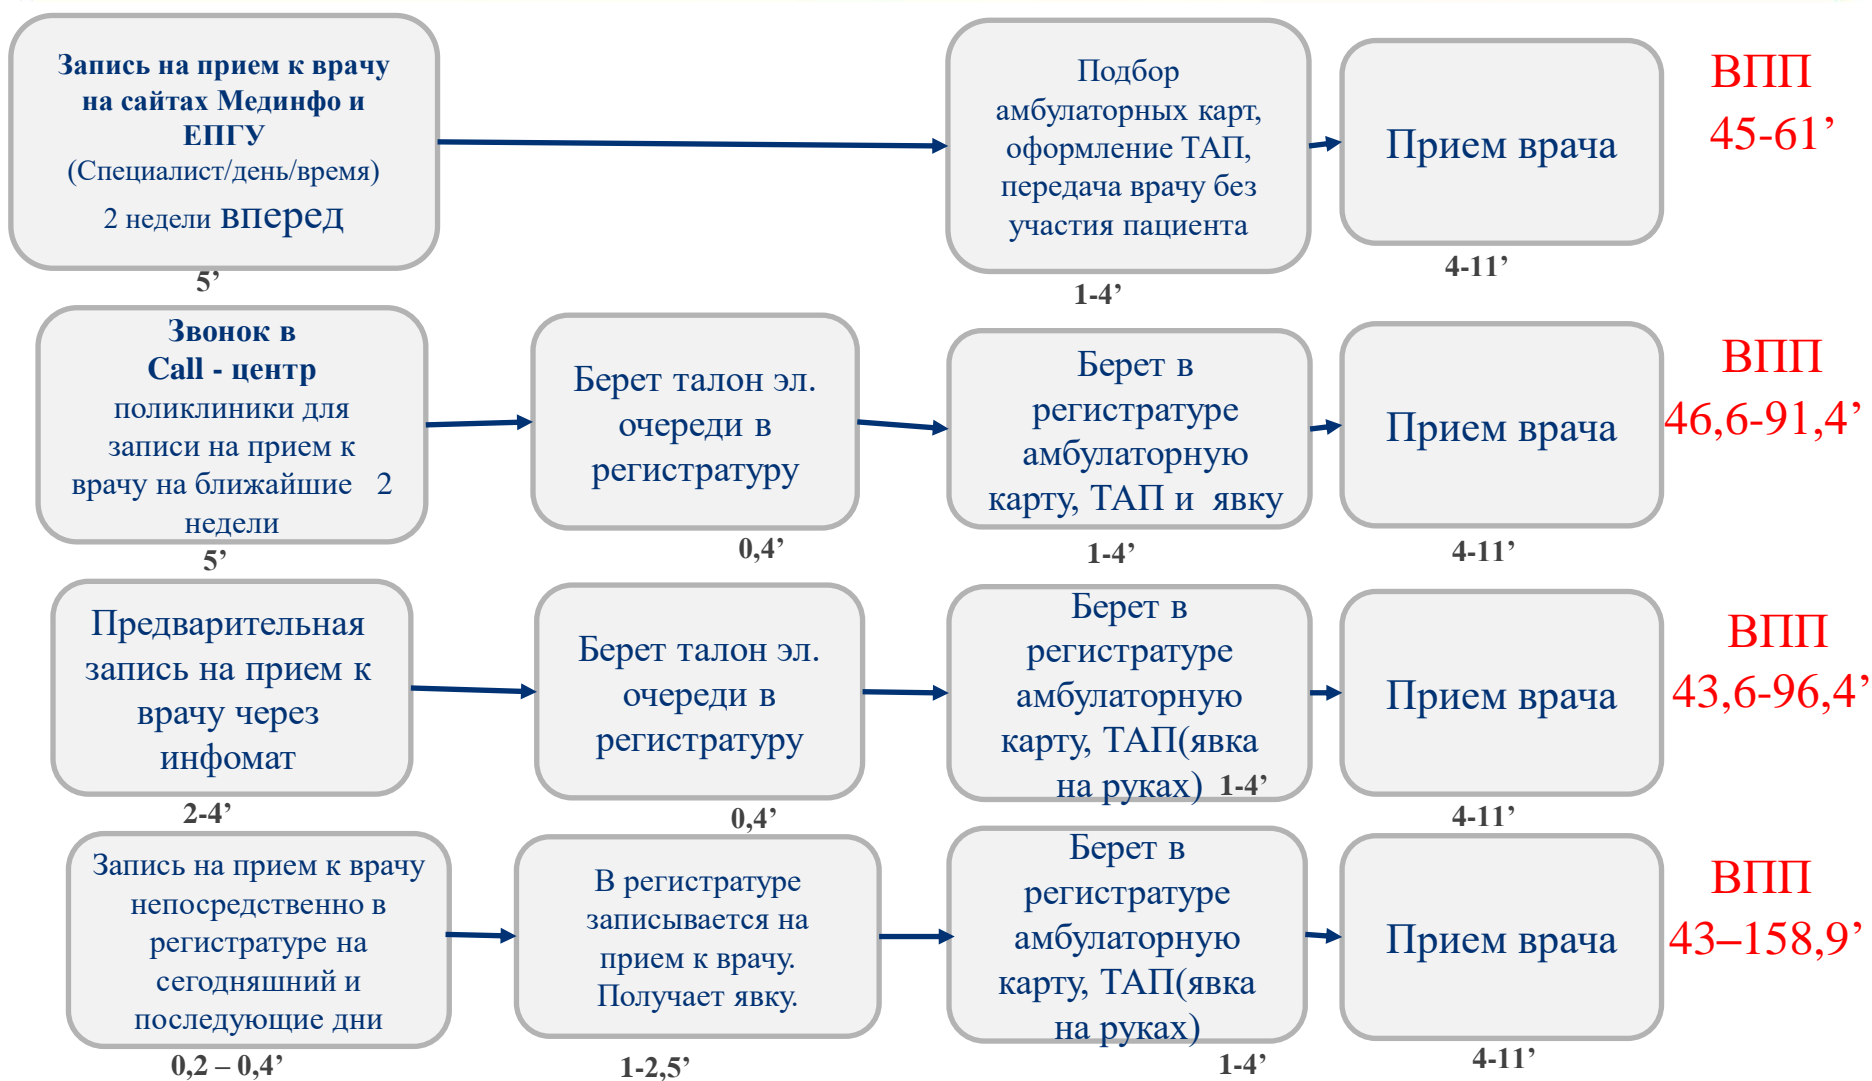 Запись на прием к врачу
на сайтах Мединфо и
ЕПГУ
(Специалист/день/время)
2 недели вперед
5’
Подбор
амбулаторных карт,
оформление ТАП,
передача врачу без
участия пациента
1-4’
Прием врача
4-11’
ВПП
45-61’
Звонок в
Call - центр
поликлиники для
записи на прием к
врачу на ближайшие 2
недели
5’
Берет талон эл.
очереди в
регистратуру
0,4’
Берет в
регистратуре
амбулаторную
карту, ТАП и явку
1-4’
Прием врача
4-11’
ВПП
46,6-91,4’
Предварительная
запись на прием к
врачу через
инфомат
2-4’
Берет талон эл.
очереди в
регистратуру
0,4’
Берет в
регистратуре
амбулаторную
карту, ТАП(явка
на руках) 1-4’
Прием врача
4-11’
ВПП
43,6-96,4’
Запись на прием к врачу
непосредственно в
регистратуре на
сегодняшний и
последующие дни
0,2 – 0,4’
В регистратуре
записывается на
прием к врачу.
Получает явку.
1-2,5’
Берет в
регистратуре
амбулаторную
карту, ТАП(явка
на руках)
1-4’
Прием врача
4-11’
ВПП
43–158,9’